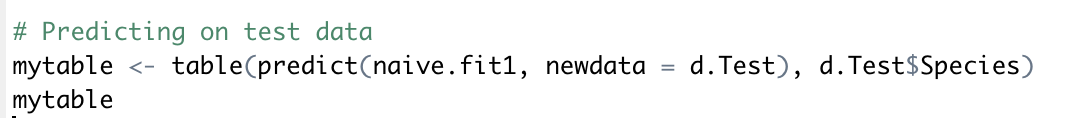 # Predicting on test data
mytable <- table(predict(naive.fit1, newdata = d.Test), d.Test$Species)
mytable